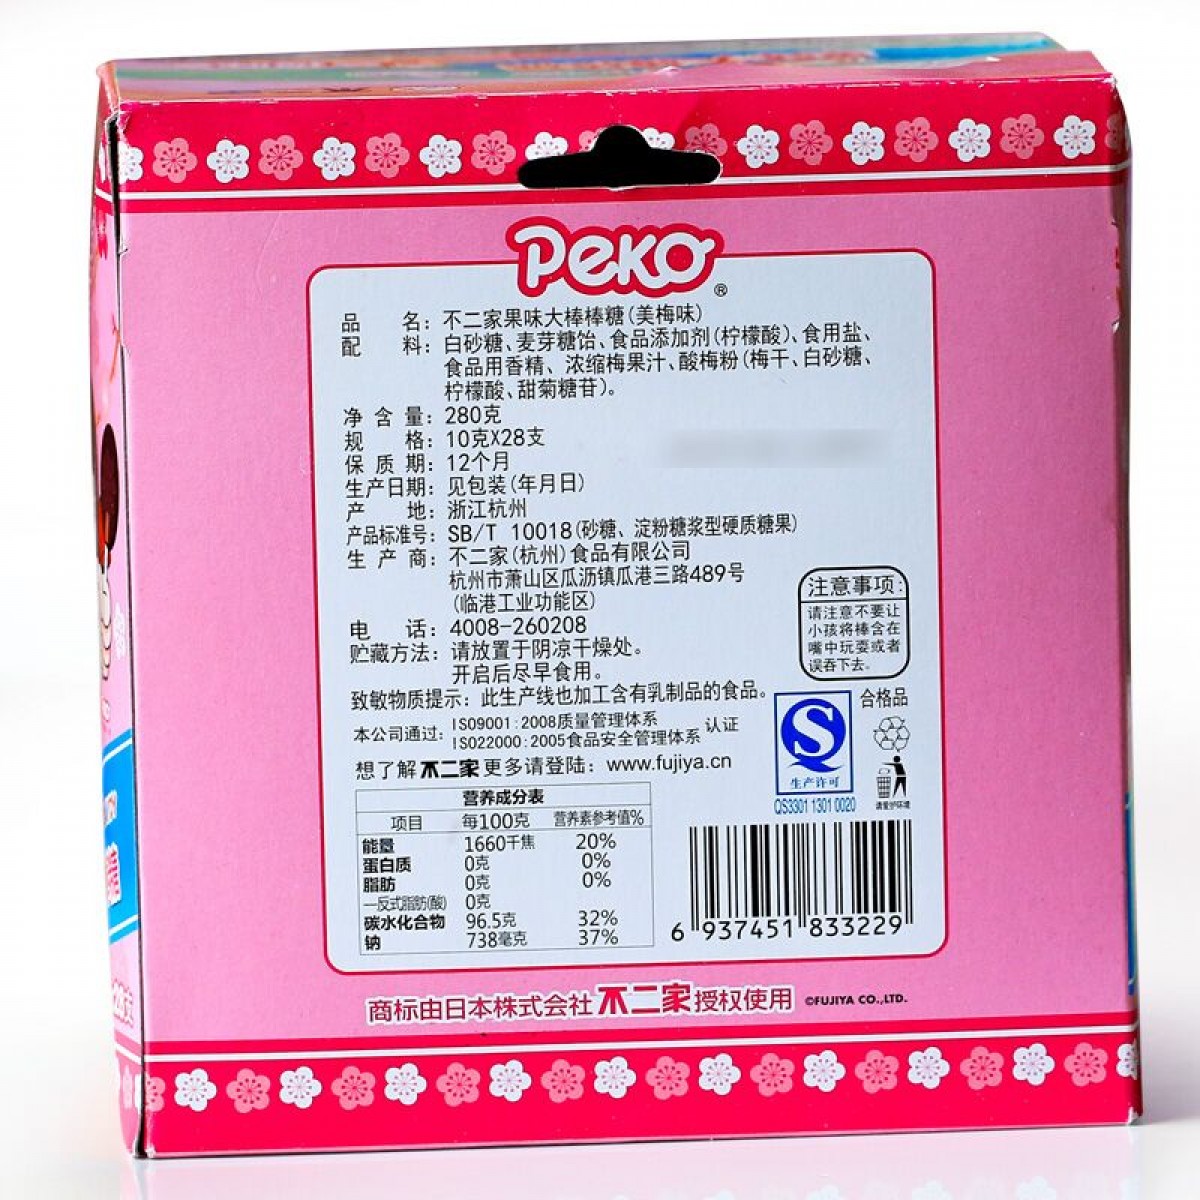 Peko®
品 名：不二家果味大棒棒糖(美梅味)
配 料：白砂糖、麦芽糖饴、食品添加剂(柠檬酸)、食用盐、
食品用香精、浓缩梅果汁、酸梅粉(梅干、白砂糖、
柠檬酸、甜菊糖苷)。
净 含 量：280克
规 格：10克X28支
保 质 期：12个月
生产日期：见包装(年月日)
产 地：浙江杭州
产品标准号：SB/T 10018(砂糖、淀粉糖浆型硬质糖果)
生 产 商：不二家(杭州)食品有限公司
杭州市萧山区瓜沥镇瓜港三路489号
(临港工业功能区)
电 话：4008-260208
贮藏方法：请放置于阴凉干燥处。
开启后尽早食用。
致敏物质提示：此生产线也加工含有乳制品的食品。
本公司通过：ISO9001:2008质量管理体系
ISO22000:2005食品安全管理体系 认证
想了解不二家更多请登陆：www.fujiya.cn
注意事项:
请注意不要让
小孩将棒含在
嘴中玩耍或者
误吞下去。
合格品
生产许可
QS3301 1301 0020
请爱护环境
营养成分表
项目 每100克 营养素参考值%
能量 1660千焦 20%
蛋白质 0克 0%
脂肪 0克 0%
—反式脂肪(酸) 0克
碳水化合物 96.5克 32%
钠 738毫克 37%
6 937451 833229
商标由日本株式会社不二家授权使用 ©FUJIYA CO.,LTD.